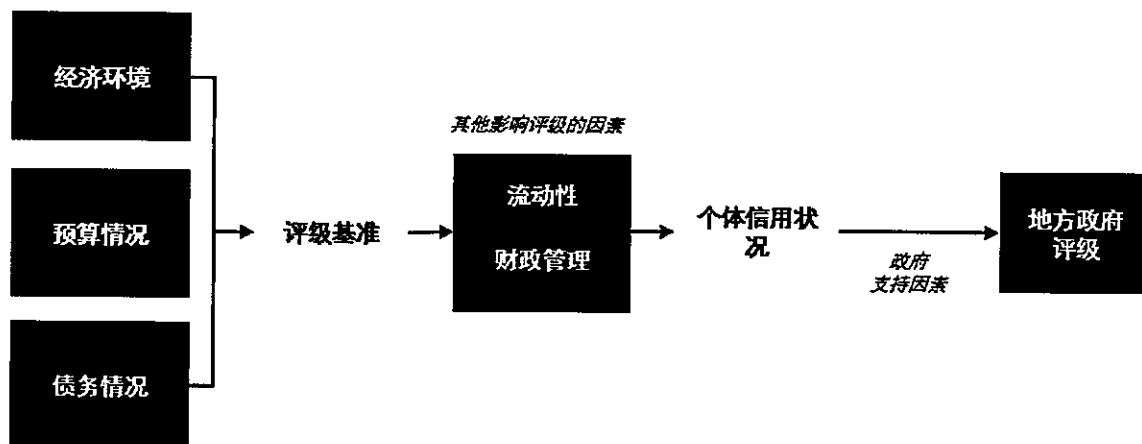 经济环境
预算情况
债务情况
评级基准
其他影响评级的因素
流动性
财政管理
个体信用状
况
政府
支持因素
地方政府
评级